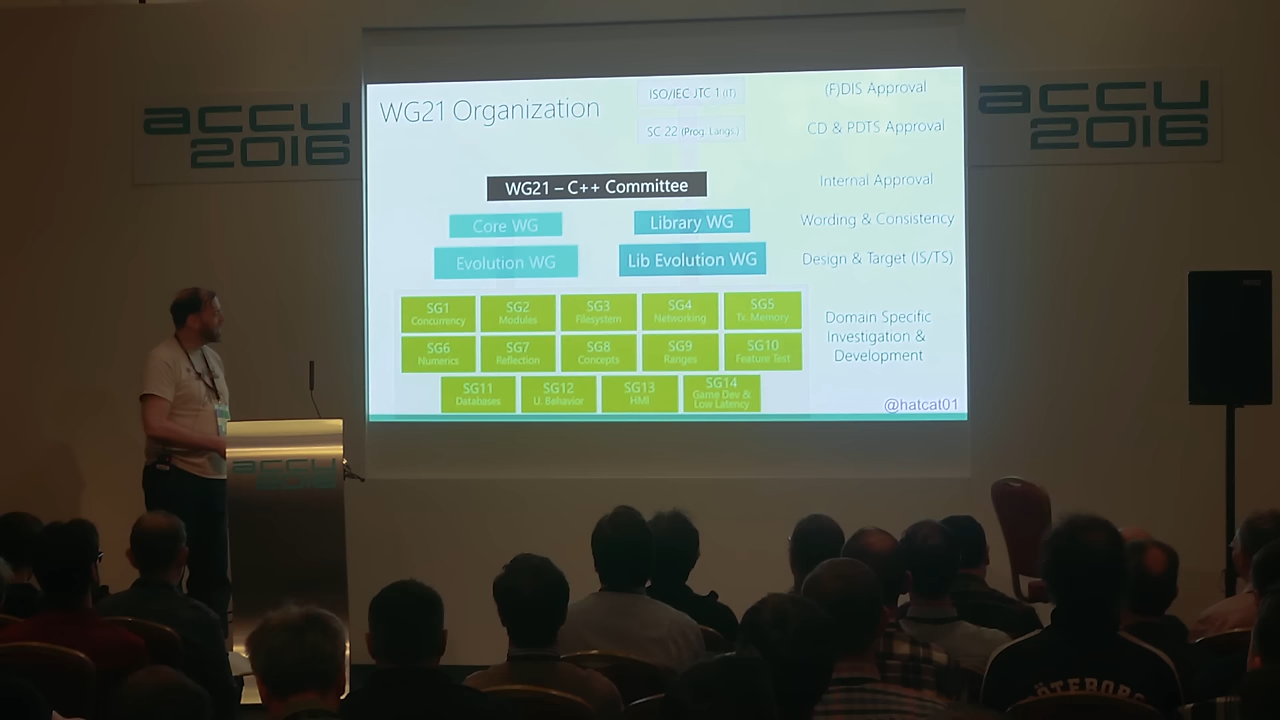 accu
2016
accu
2016
WG21 Organization
ISO/IEC JTC 1 (IT)
(F)DIS Approval
SC 22 (Prog. Langs.)
CD & PDTS Approval
WG21 – C++ Committee
Internal Approval
Core WG
Library WG
Wording & Consistency
Evolution WG
Lib Evolution WG
Design & Target (IS/TS)
SG1
Concurrency
SG2
Modules
SG3
Filesystem
SG4
Networking
SG5
Tx. Memory
SG6
Numerics
SG7
Reflection
SG8
Concepts
SG9
Ranges
SG10
Feature Test
Domain Specific
Investigation &
Development
SG11
Databases
SG12
U. Behavior
SG13
HMI
SG14
Game Dev &
Low Latency
@hatcat01
accu
2016
GÖTEBORG